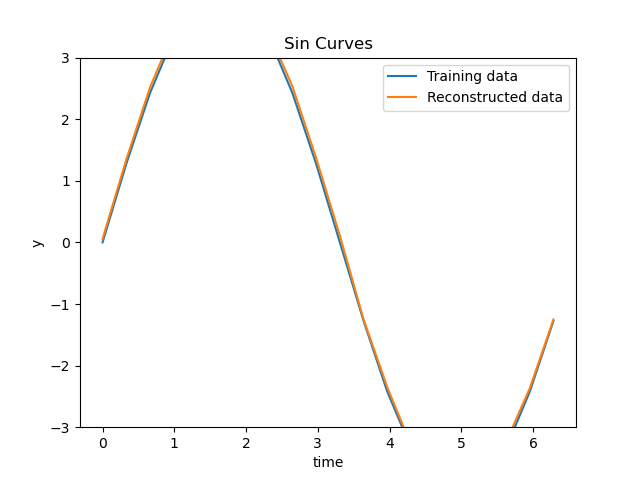 Sin Curves
Training data
Reconstructed data
3
2
1
0
−1
−2
−3
y
0 1 2 3 4 5 6
time